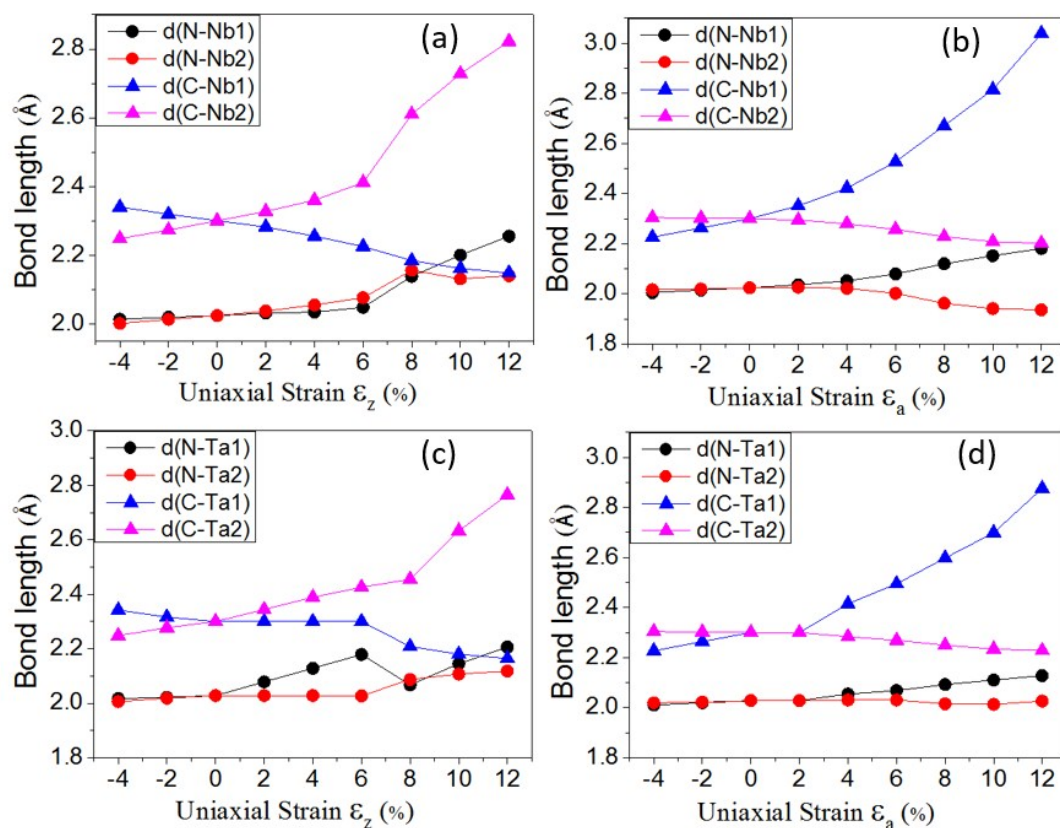 (a)
d(N-Nb1)
d(N-Nb2)
d(C-Nb1)
d(C-Nb2)
Bond length (Å)
2.8
2.6
2.4
2.2
2.0
-4 -2 0 2 4 6 8 10 12
Uniaxial Strain εz (%)
(b)
d(N-Nb1)
d(N-Nb2)
d(C-Nb1)
d(C-Nb2)
Bond length (Å)
3.0
2.8
2.6
2.4
2.2
2.0
1.8
-4 -2 0 2 4 6 8 10 12
Uniaxial Strain εa (%)
(c)
d(N-Ta1)
d(N-Ta2)
d(C-Ta1)
d(C-Ta2)
Bond length (Å)
3.0
2.8
2.6
2.4
2.2
2.0
1.8
-4 -2 0 2 4 6 8 10 12
Uniaxial Strain εz (%)
(d)
d(N-Ta1)
d(N-Ta2)
d(C-Ta1)
d(C-Ta2)
Bond length (Å)
3.0
2.8
2.6
2.4
2.2
2.0
1.8
-4 -2 0 2 4 6 8 10 12
Uniaxial Strain εa (%)